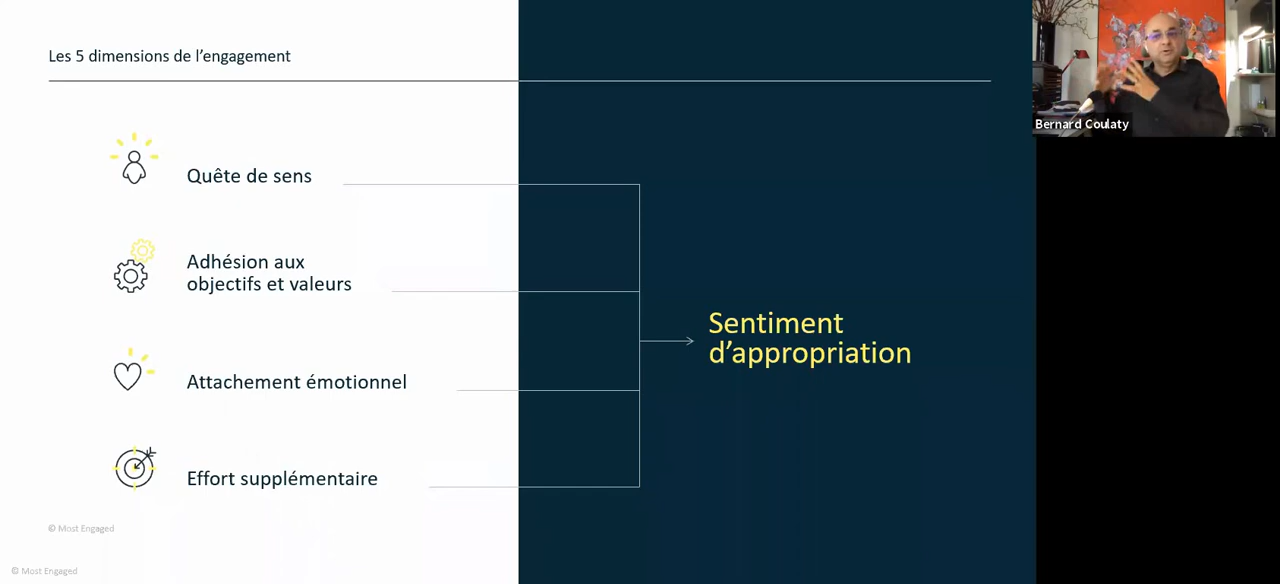 Les 5 dimensions de l'engagement
Bernard Coulaty
Quête de sens
Adhésion aux
objectifs et valeurs
Sentiment
d'appropriation
Attachement émotionnel
Effort supplémentaire
© Most Engaged
© Most Engaged